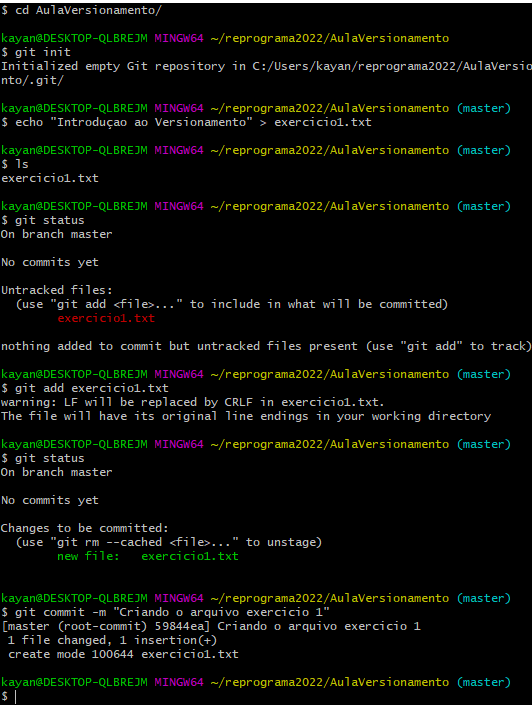 $ cd AulaVersionamento/
kayan@DESKTOP-QLBREJM MINGW64 ~/reprograma2022/AulaVersionamento
$ git init
Initialized empty Git repository in C:/Users/kayan/reprograma2022/AulaVersio
nto/.git/
kayan@DESKTOP-QLBREJM MINGW64 ~/reprograma2022/AulaVersionamento (master)
$ echo "Introduçao ao Versionamento" > exercicio1.txt
kayan@DESKTOP-QLBREJM MINGW64 ~/reprograma2022/AulaVersionamento (master)
$ ls
exercicio1.txt
kayan@DESKTOP-QLBREJM MINGW64 ~/reprograma2022/AulaVersionamento (master)
$ git status
On branch master
No commits yet
Untracked files:
  (use "git add <file>..." to include in what will be committed)
        exercicio1.txt
nothing added to commit but untracked files present (use "git add" to track)
kayan@DESKTOP-QLBREJM MINGW64 ~/reprograma2022/AulaVersionamento (master)
$ git add exercicio1.txt
warning: LF will be replaced by CRLF in exercicio1.txt.
The file will have its original line endings in your working directory
kayan@DESKTOP-QLBREJM MINGW64 ~/reprograma2022/AulaVersionamento (master)
$ git status
On branch master
No commits yet
Changes to be committed:
  (use "git rm --cached <file>..." to unstage)
        new file:   exercicio1.txt
kayan@DESKTOP-QLBREJM MINGW64 ~/reprograma2022/AulaVersionamento (master)
$ git commit -m "Criando o arquivo exercicio 1"
[master (root-commit) 59844ea] Criando o arquivo exercicio 1
 1 file changed, 1 insertion(+)
 create mode 100644 exercicio1.txt
kayan@DESKTOP-QLBREJM MINGW64 ~/reprograma2022/AulaVersionamento (master)
$